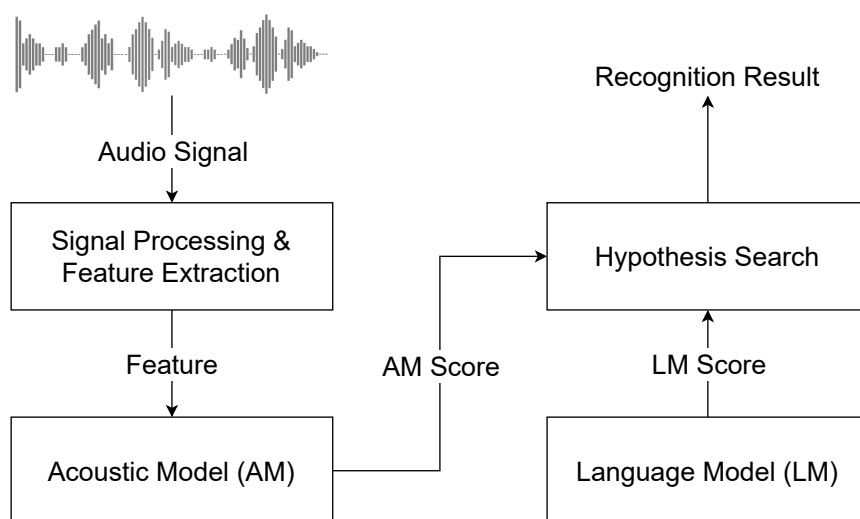 Audio Signal
Signal Processing &
Feature Extraction
Feature
Acoustic Model (AM)
AM Score
Recognition Result
Hypothesis Search
LM Score
Language Model (LM)